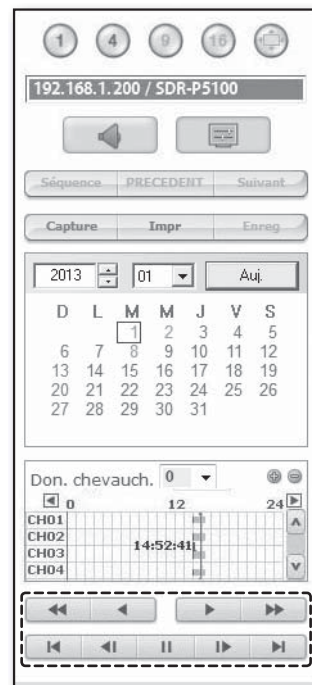 1 4 9 16
192.168.1.200 / SDR-P5100
Séquence PRECEDENT Suivant
Capture Impr Enreg
2013 01 Auj.
D L M M J V S
1 2 3 4 5
6 7 8 9 10 11 12
13 14 15 16 17 18 19
20 21 22 23 24 25 26
27 28 29 30 31
Don. chevauch. 0
0 12 24
CH01
CH02
14:52:41
CH03
CH04